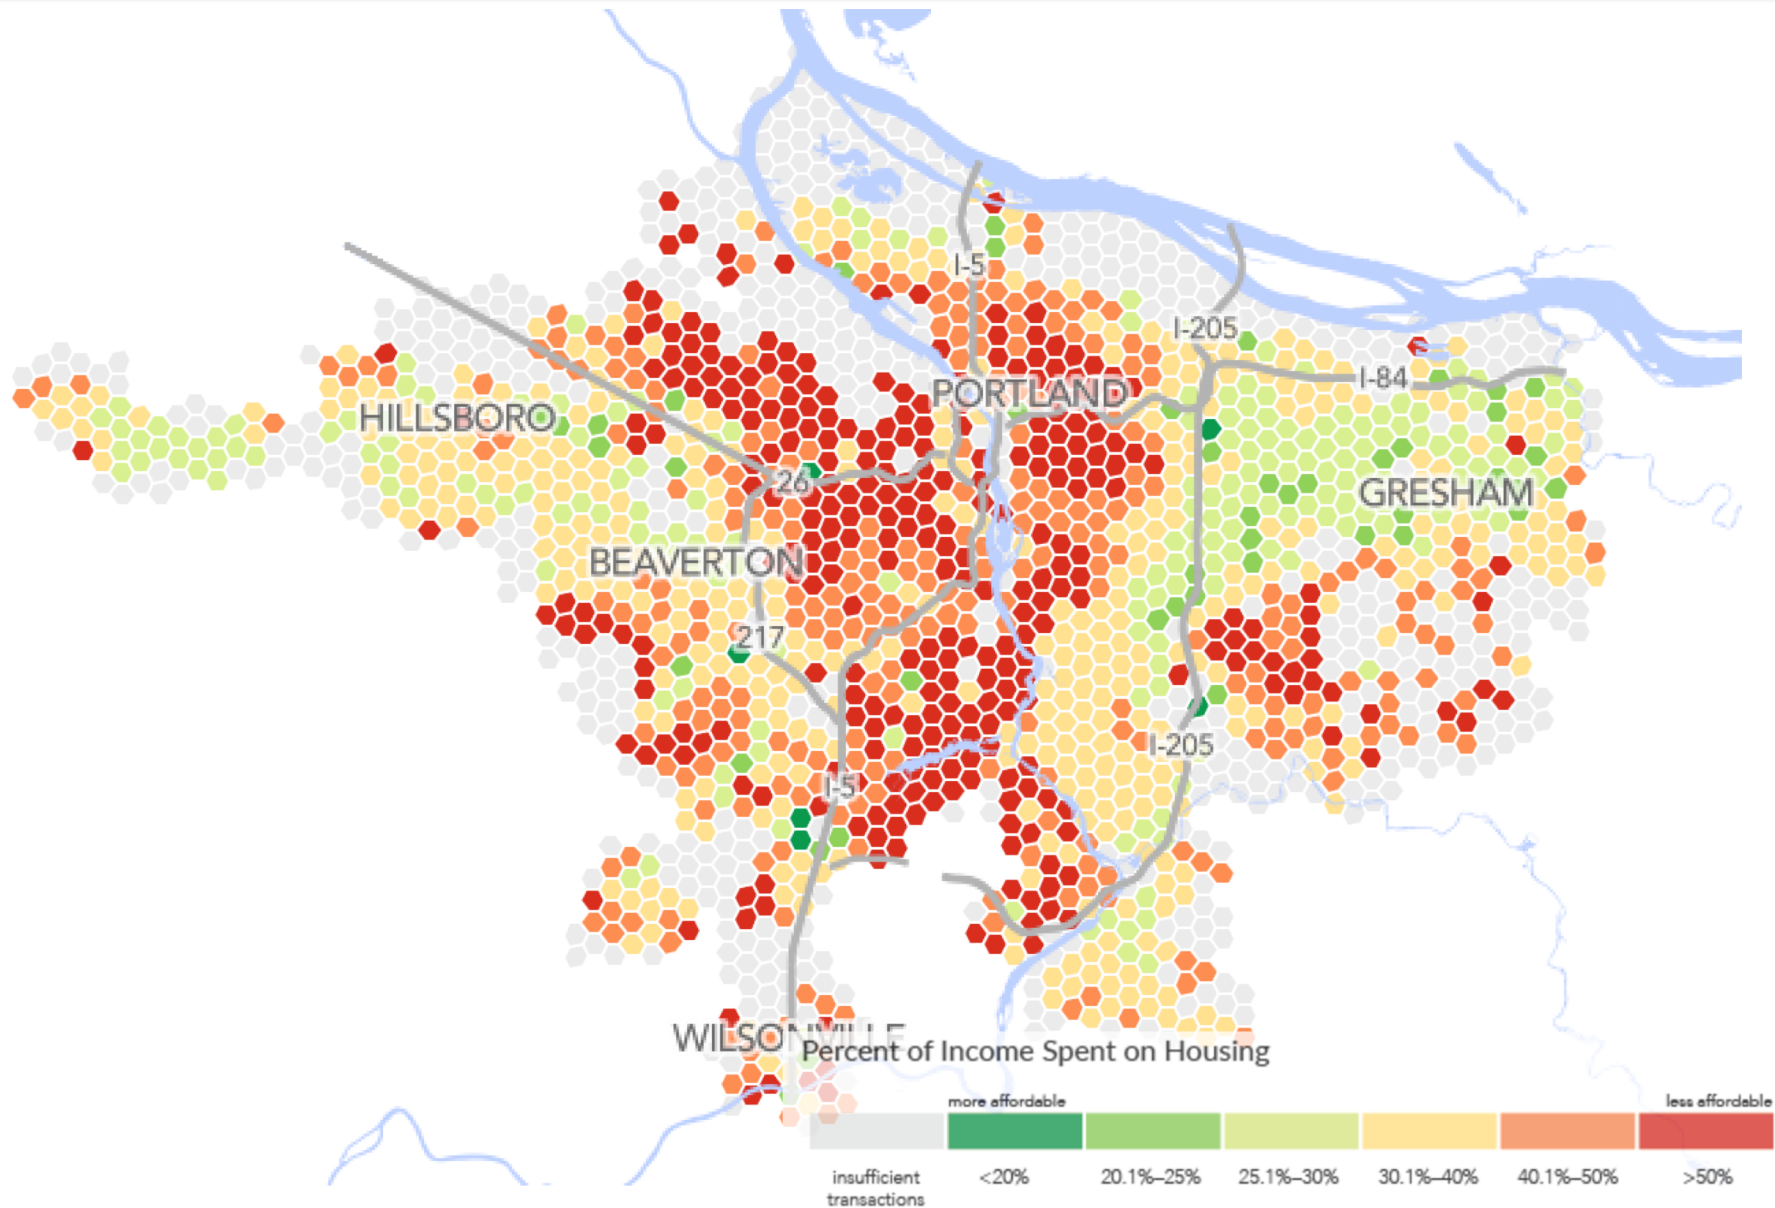 I-5
I-205
I-84
PORTLAND
HILLSBORO
26
GRESHAM
BEAVERTON
217
I-205
I-5
WILSONVILLE
Percent of Income Spent on Housing
more affordable
less affordable
insufficient
transactions
<20%
20.1%–25%
25.1%–30%
30.1%–40%
40.1%–50%
>50%